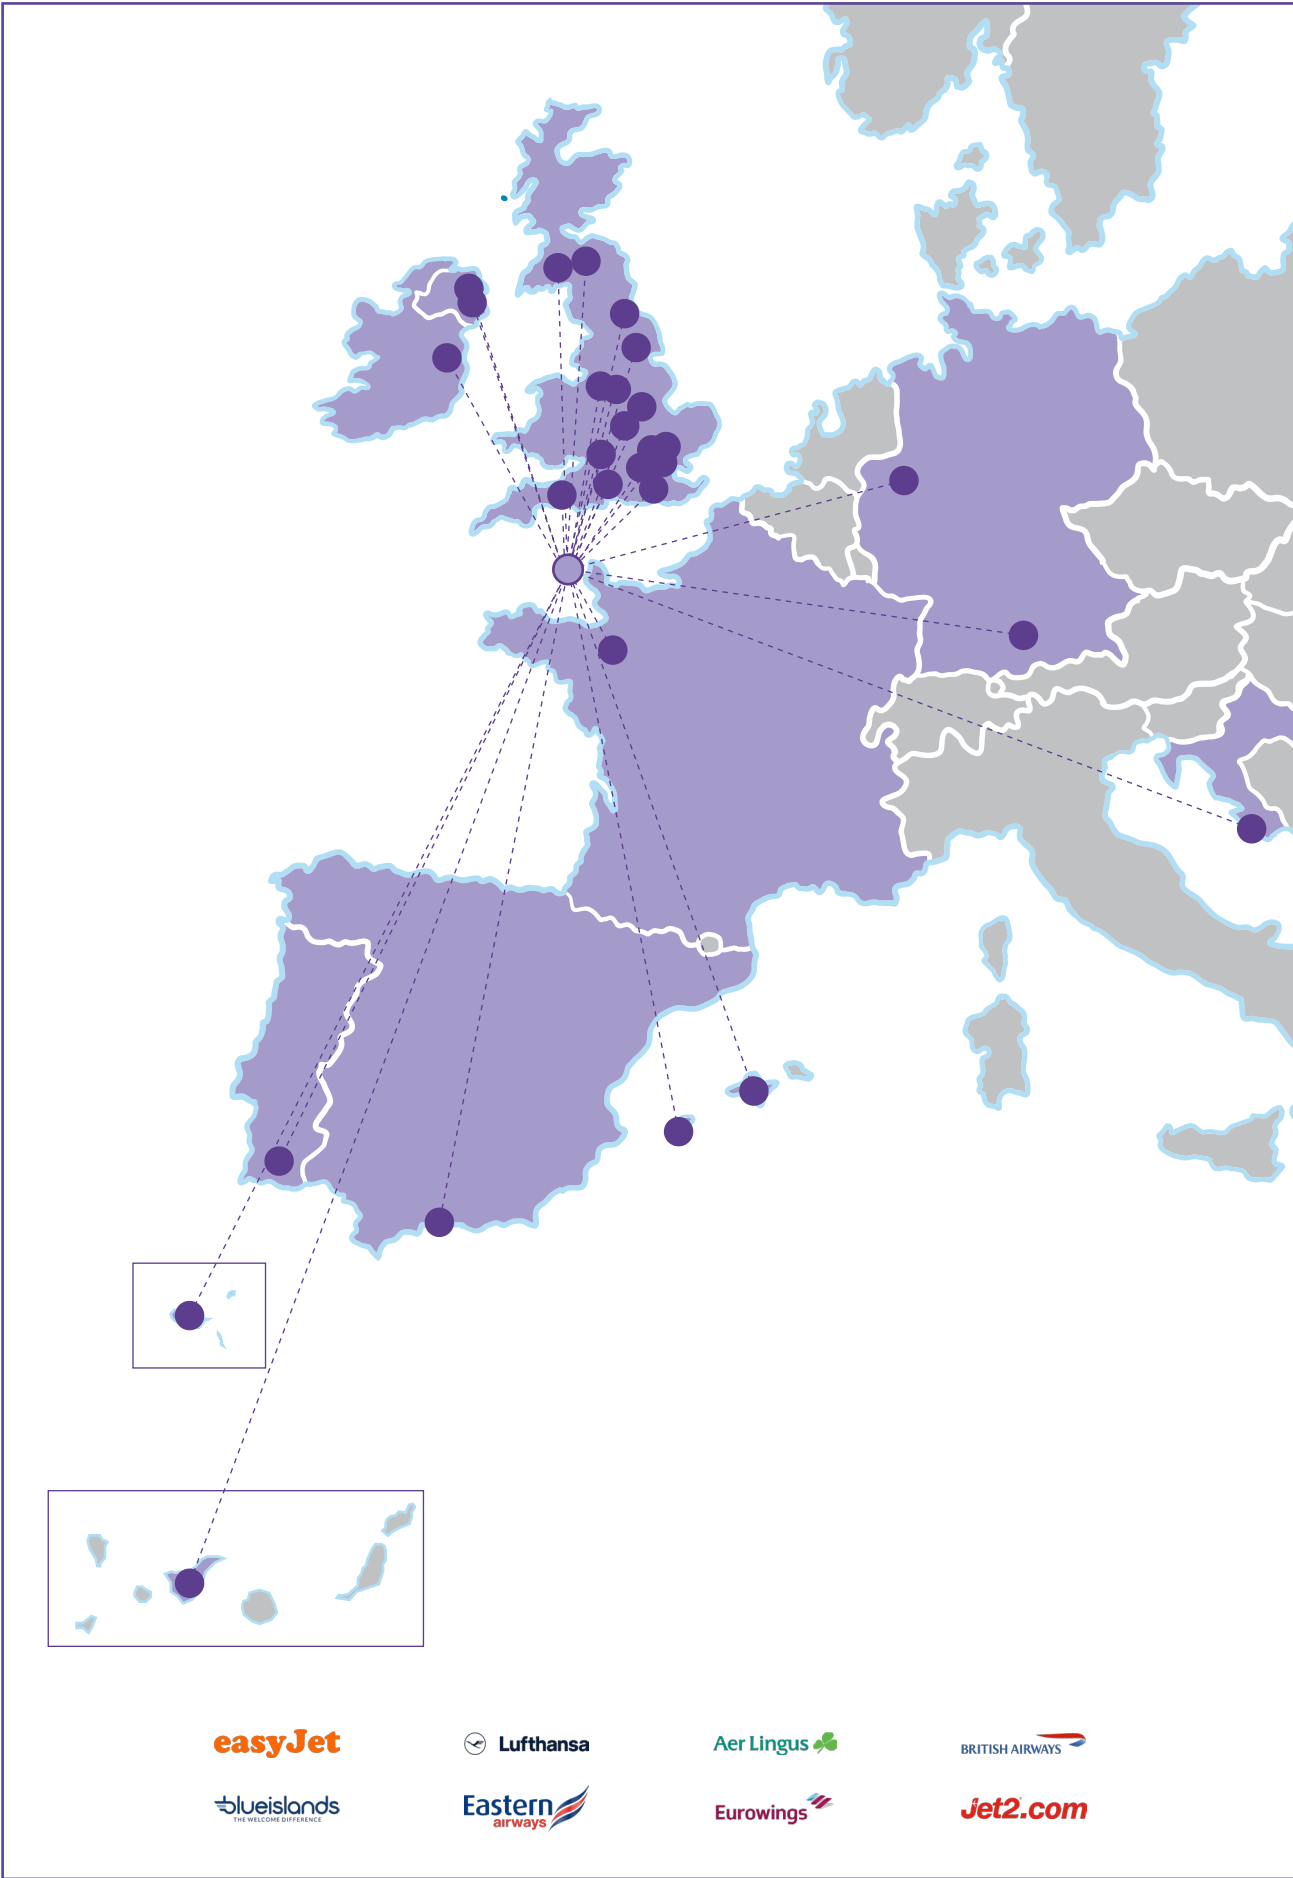 easyJet
Lufthansa
Aer Lingus
BRITISH AIRWAYS
blueislands
THE WELCOME DIFFERENCE
Eastern
airways
Eurowings
Jet2.com